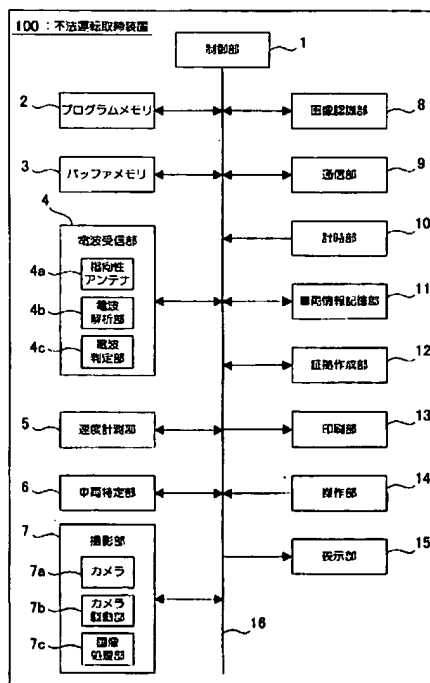 100 : 不法運転取締装置
制御部
1
2
プログラムメモリ
画像認識部
8
3
バッファメモリ
通信部
9
4
電波受信部
計時部
10
4a
指向性
アンテナ
4b
電波
解析部
4c
電波
判定部
車両情報記憶部
11
証拠作成部
12
5
速度計測部
印刷部
13
6
車両特定部
操作部
14
7
撮影部
表示部
15
7a
カメラ
7b
カメラ
駆動部
7c
画像
処理部
16